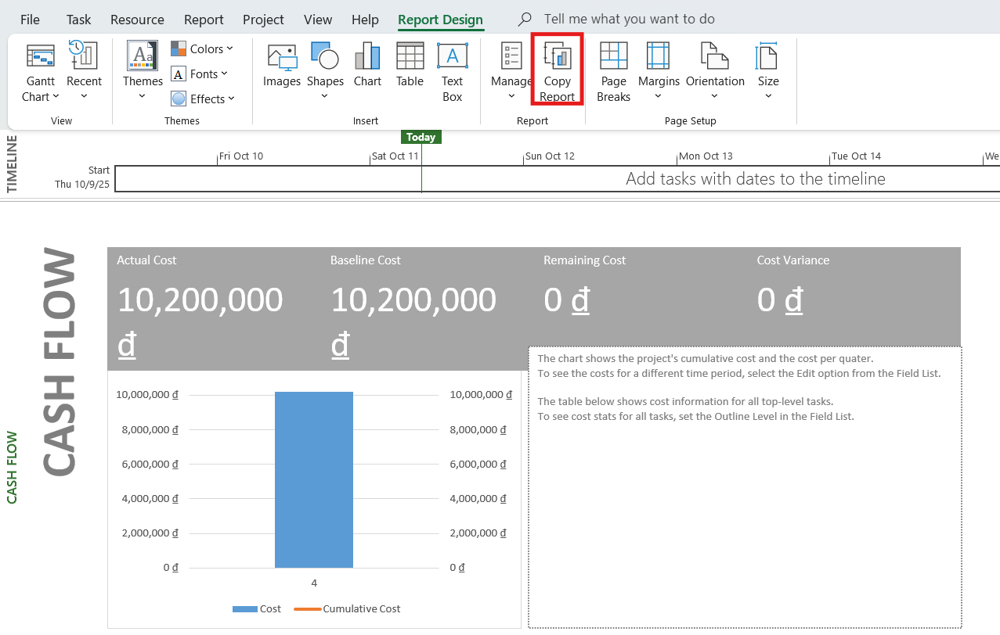 File Task Resource Report Project View Help Report Design Tell me what you want to do
Gantt Chart
Recent
View
Themes
Colors
Fonts
Effects
Themes
Images
Shapes
Chart
Table
Text Box
Insert
Manage
Copy Report
Report
Page Breaks
Margins
Orientation
Size
Page Setup
TIMELINE
Today
Fri Oct 10 Sat Oct 11 Sun Oct 12 Mon Oct 13 Tue Oct 14 We
Start
Thu 10/9/25
Add tasks with dates to the timeline
CASH FLOW
CASH FLOW
Actual Cost
10,200,000
₫
Baseline Cost
10,200,000
₫
Remaining Cost
0 ₫
Cost Variance
0 ₫
10,000,000 ₫
8,000,000 ₫
6,000,000 ₫
4,000,000 ₫
2,000,000 ₫
0 ₫
10,000,000 ₫
8,000,000 ₫
6,000,000 ₫
4,000,000 ₫
2,000,000 ₫
0 ₫
4
Cost Cumulative Cost
The chart shows the project's cumulative cost and the cost per quater.
To see the costs for a different time period, select the Edit option from the Field List.
The table below shows cost information for all top-level tasks.
To see cost stats for all tasks, set the Outline Level in the Field List.